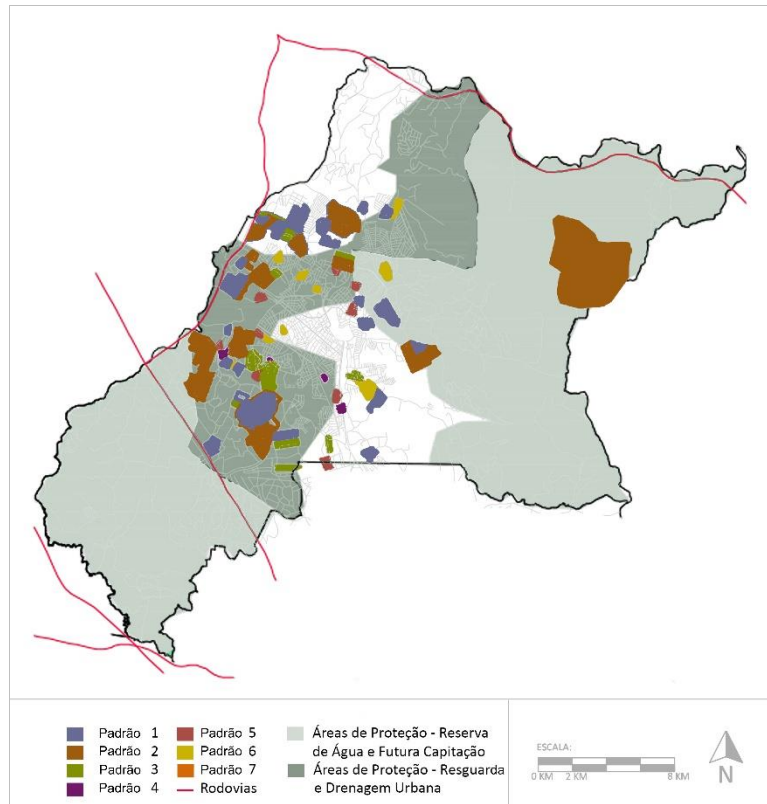 Padrão 1
Padrão 2
Padrão 3
Padrão 4
Padrão 5
Padrão 6
Padrão 7
Rodovias
Áreas de Proteção - Reserva
de Água e Futura Capitação
Áreas de Proteção - Resguarda
e Drenagem Urbana
ESCALA:
0 KM 2 KM 8 KM
N